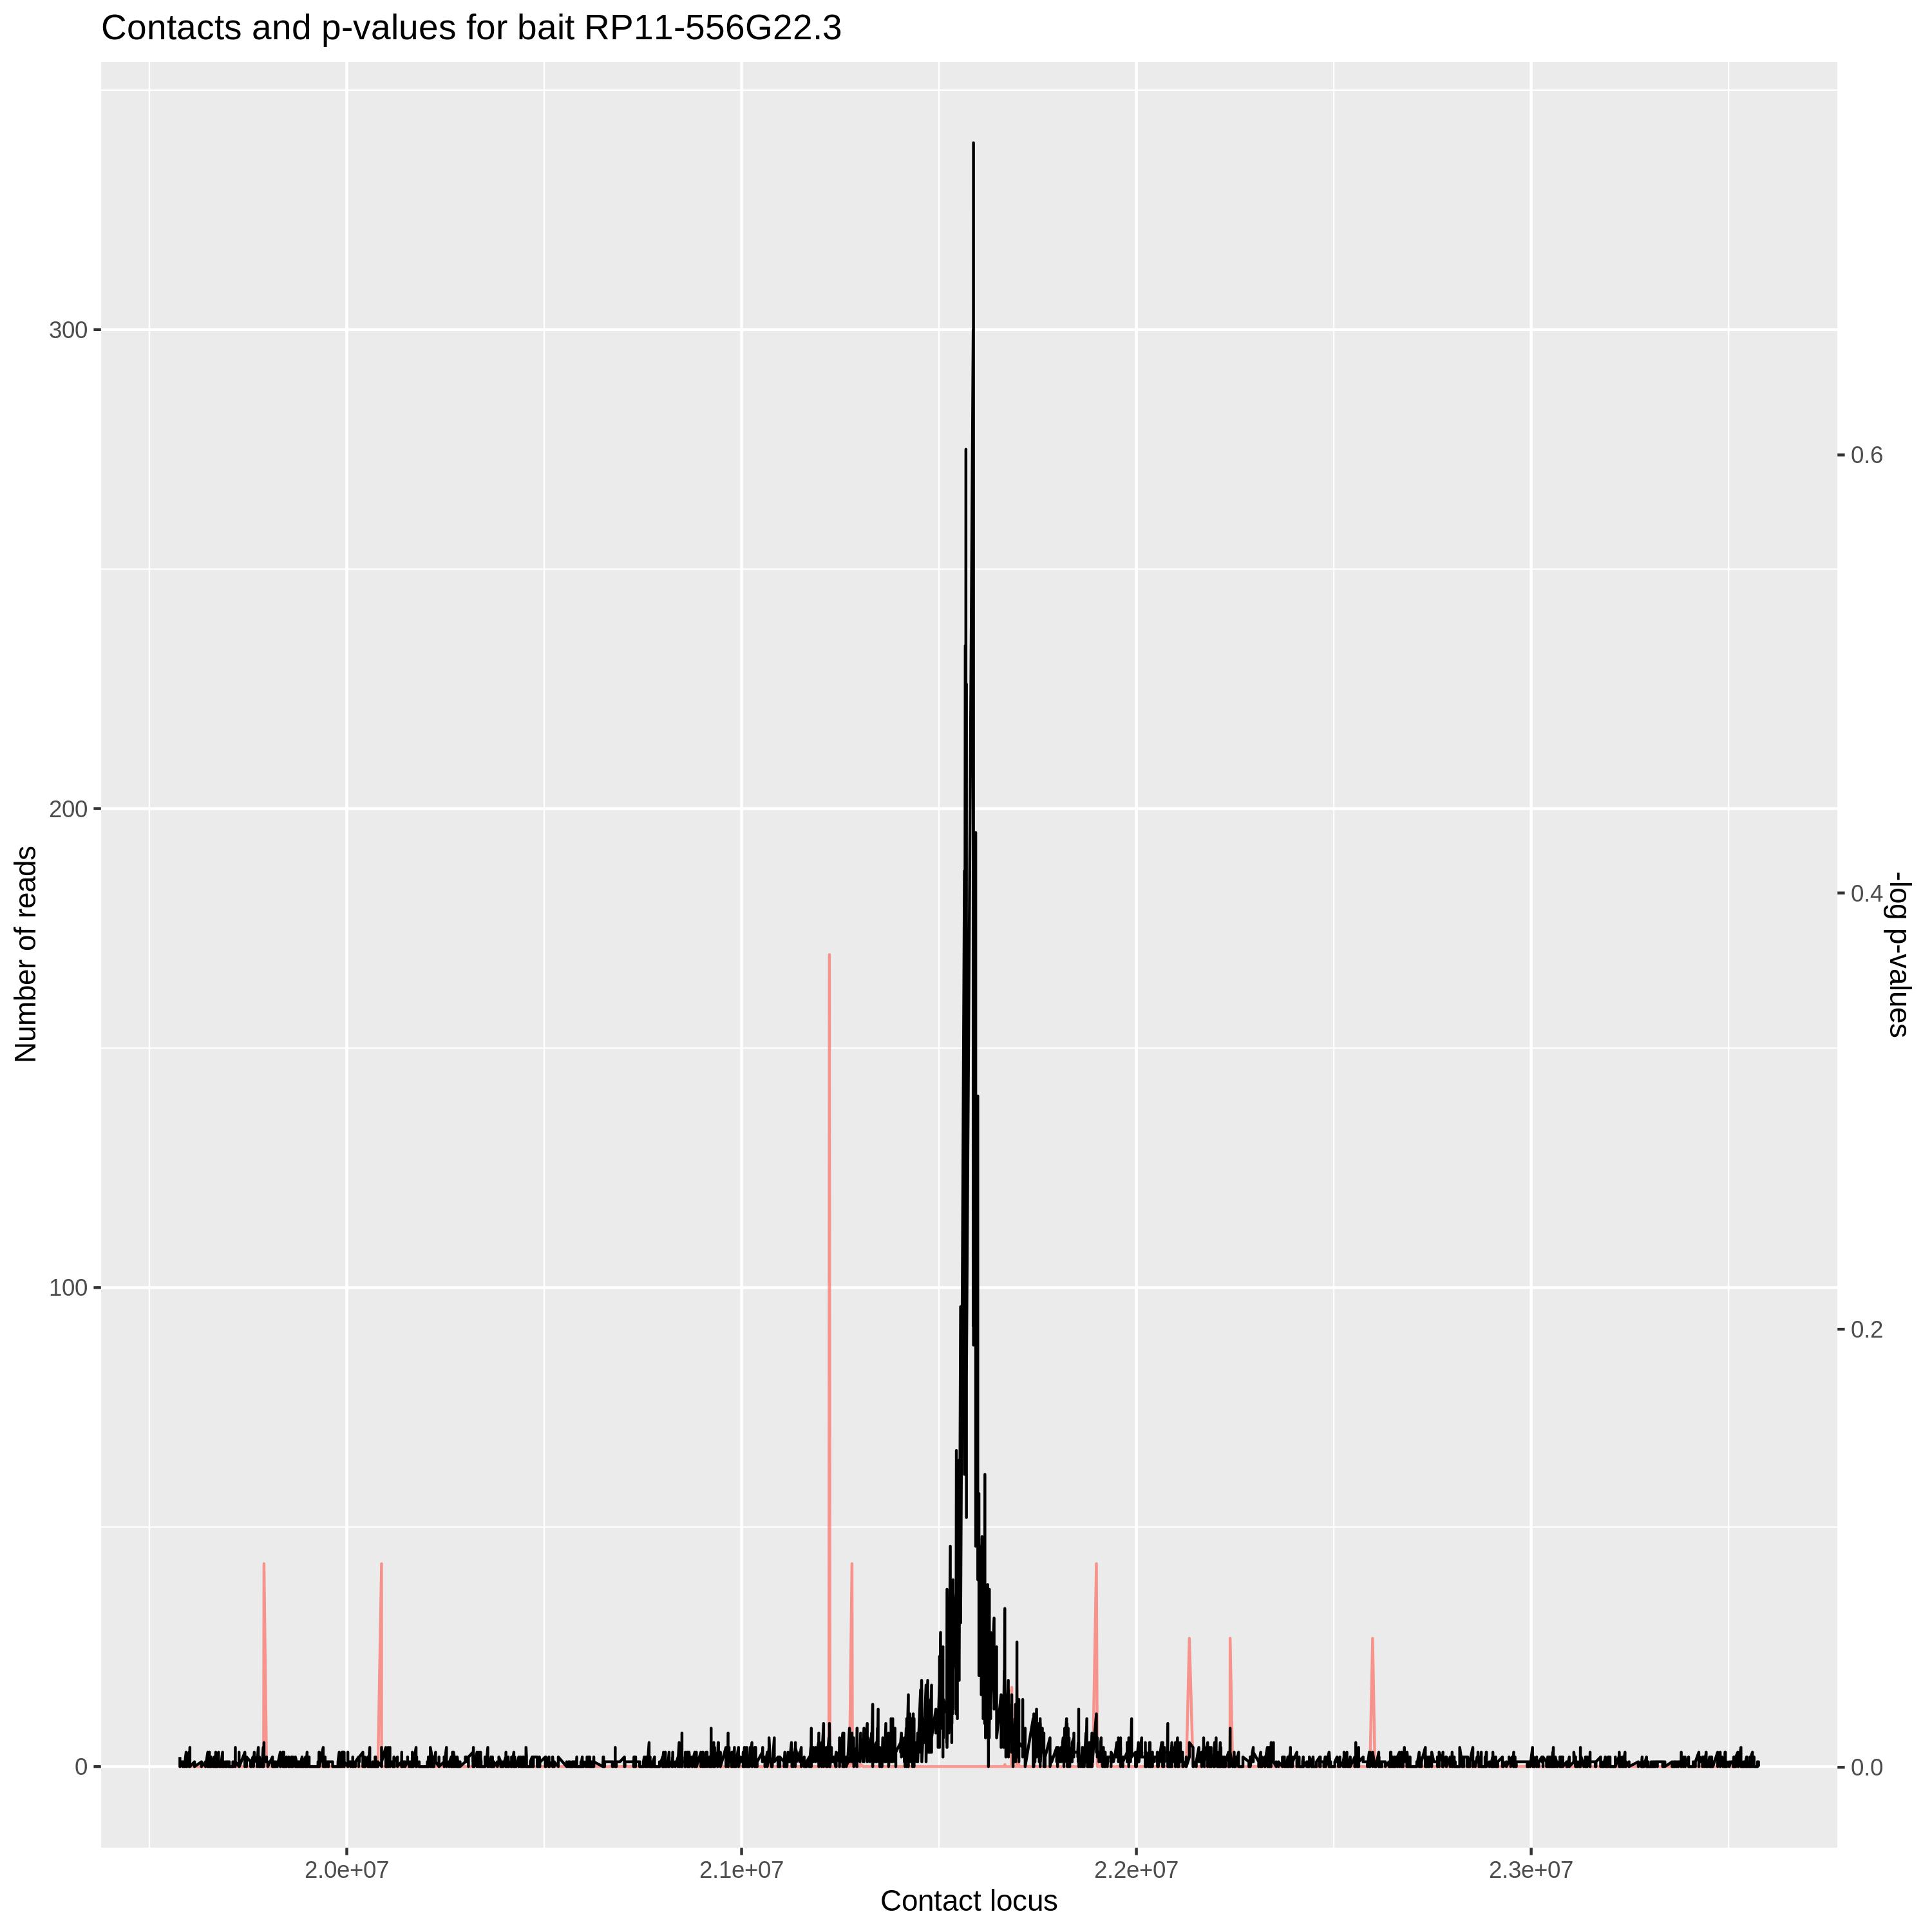 Contacts and p-values for bait RP11-556G22.3
300
200
100
0
Number of reads
0.6
0.4
0.2
0.0
-log p-values
2.0e+07
2.1e+07
2.2e+07
2.3e+07
Contact locus